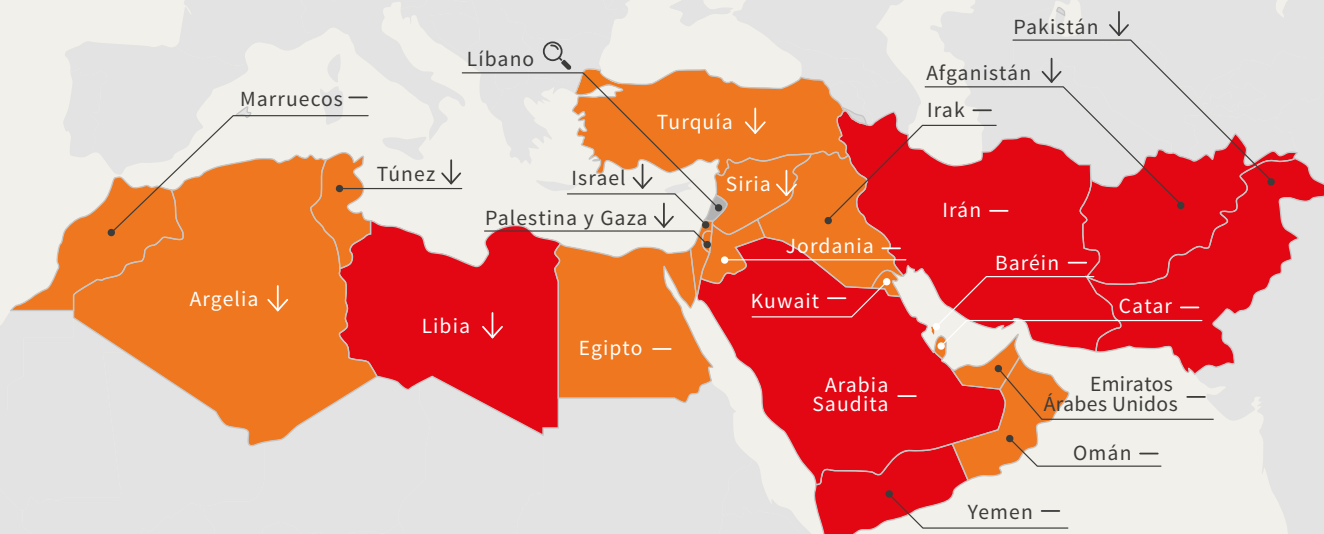 Pakistán
Líbano
Afganistán
Marruecos
Irak
Turquía
Túnez
Israel
Siria
Palestina y Gaza
Irán
Jordania
Baréin
Argelia
Kuwait
Catar
Libia
Egipto
Arabia
Saudita
Emiratos
Árabes Unidos
Omán
Yemen